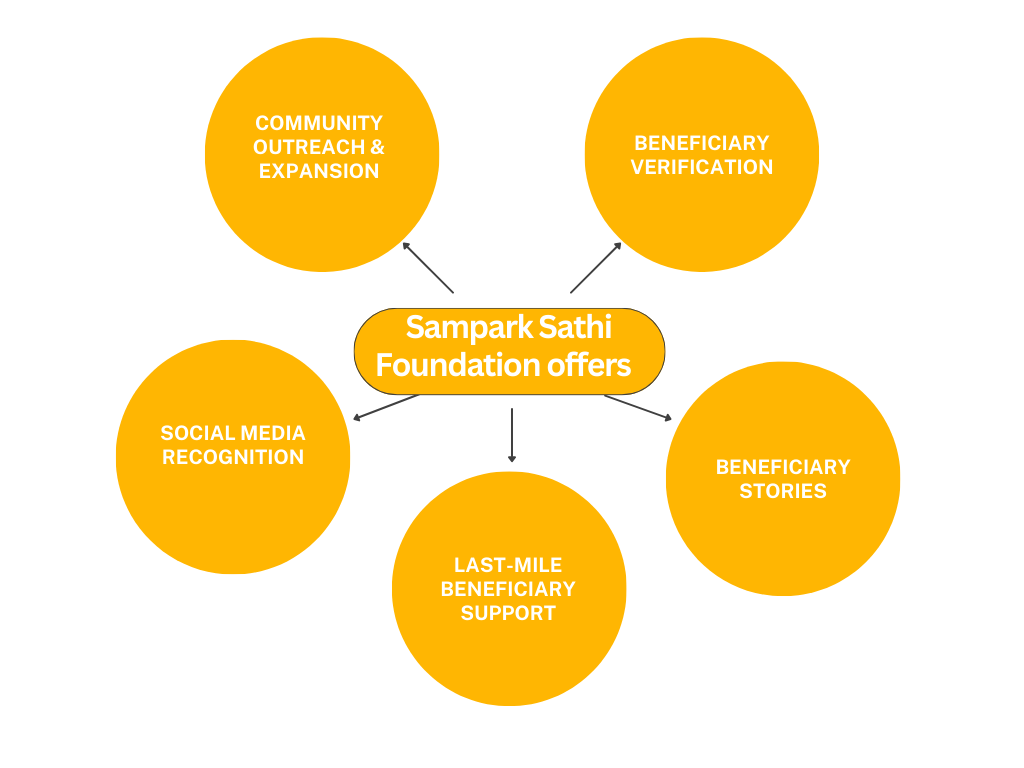 COMMUNITY
OUTREACH &
EXPANSION
BENEFICIARY
VERIFICATION
Sampark Sathi
Foundation offers
SOCIAL MEDIA
RECOGNITION
BENEFICIARY
STORIES
LAST-MILE
BENEFICIARY
SUPPORT